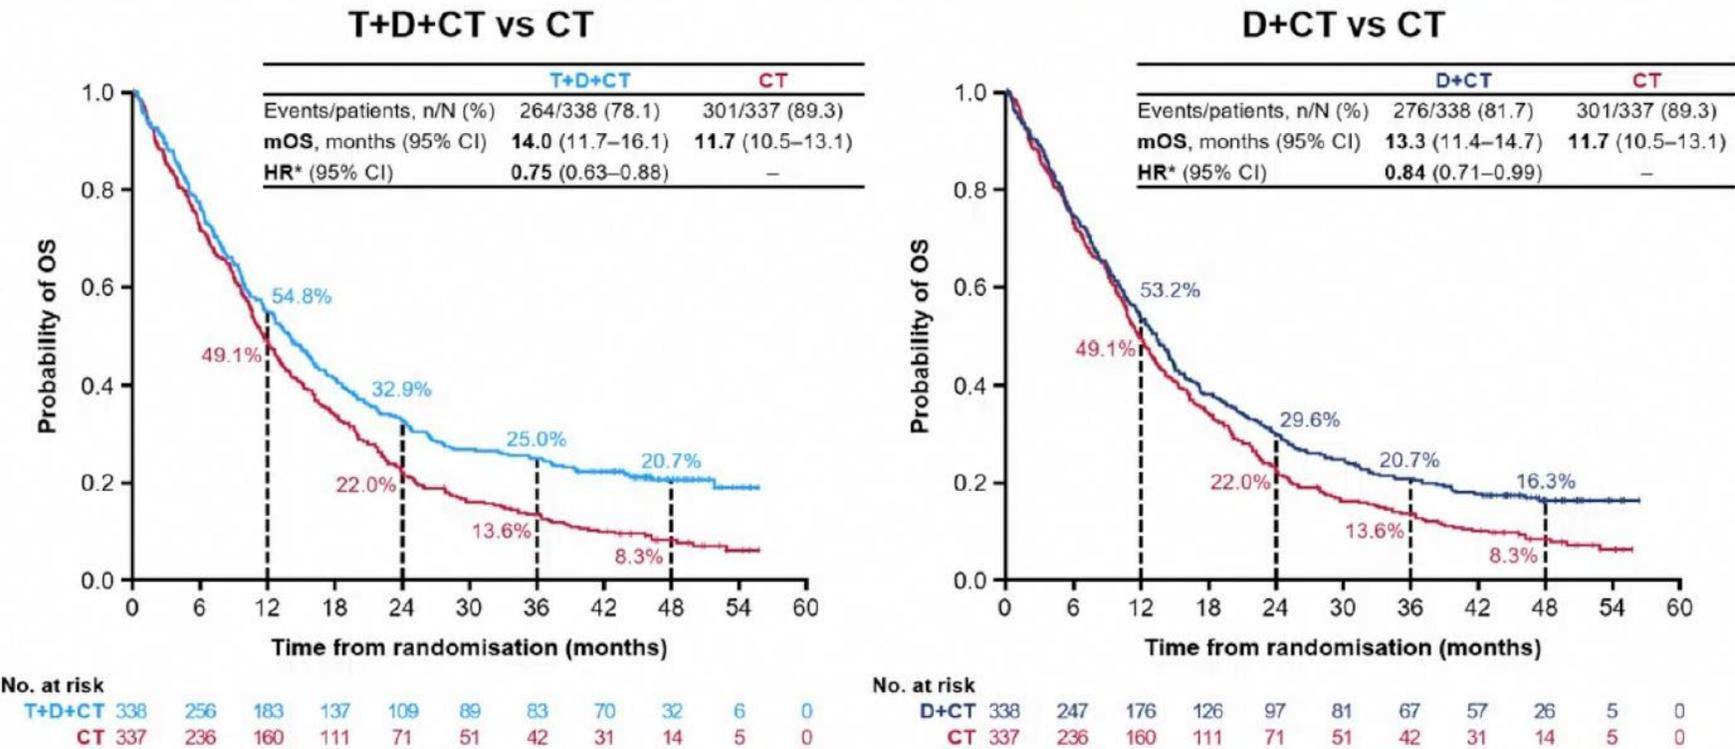 T+D+CT vs CT
T+D+CT CT
Events/patients, n/N (%) 264/338 (78.1) 301/337 (89.3)
mOS, months (95% CI) 14.0 (11.7–16.1) 11.7 (10.5–13.1)
HR* (95% CI) 0.75 (0.63–0.88) –
Probability of OS
1.0
0.8
0.6
0.4
0.2
0.0
54.8%
49.1%
32.9%
22.0%
25.0%
13.6%
20.7%
8.3%
0 6 12 18 24 30 36 42 48 54 60
Time from randomisation (months)
No. at risk
T+D+CT 338 256 183 137 109 89 83 70 32 6 0
CT 337 236 160 111 71 51 42 31 14 5 0
D+CT vs CT
D+CT CT
Events/patients, n/N (%) 276/338 (81.7) 301/337 (89.3)
mOS, months (95% CI) 13.3 (11.4–14.7) 11.7 (10.5–13.1)
HR* (95% CI) 0.84 (0.71–0.99) –
Probability of OS
1.0
0.8
0.6
0.4
0.2
0.0
53.2%
49.1%
29.6%
22.0%
20.7%
13.6%
16.3%
8.3%
0 6 12 18 24 30 36 42 48 54 60
Time from randomisation (months)
No. at risk
D+CT 338 247 176 126 97 81 67 57 26 5 0
CT 337 236 160 111 71 51 42 31 14 5 0